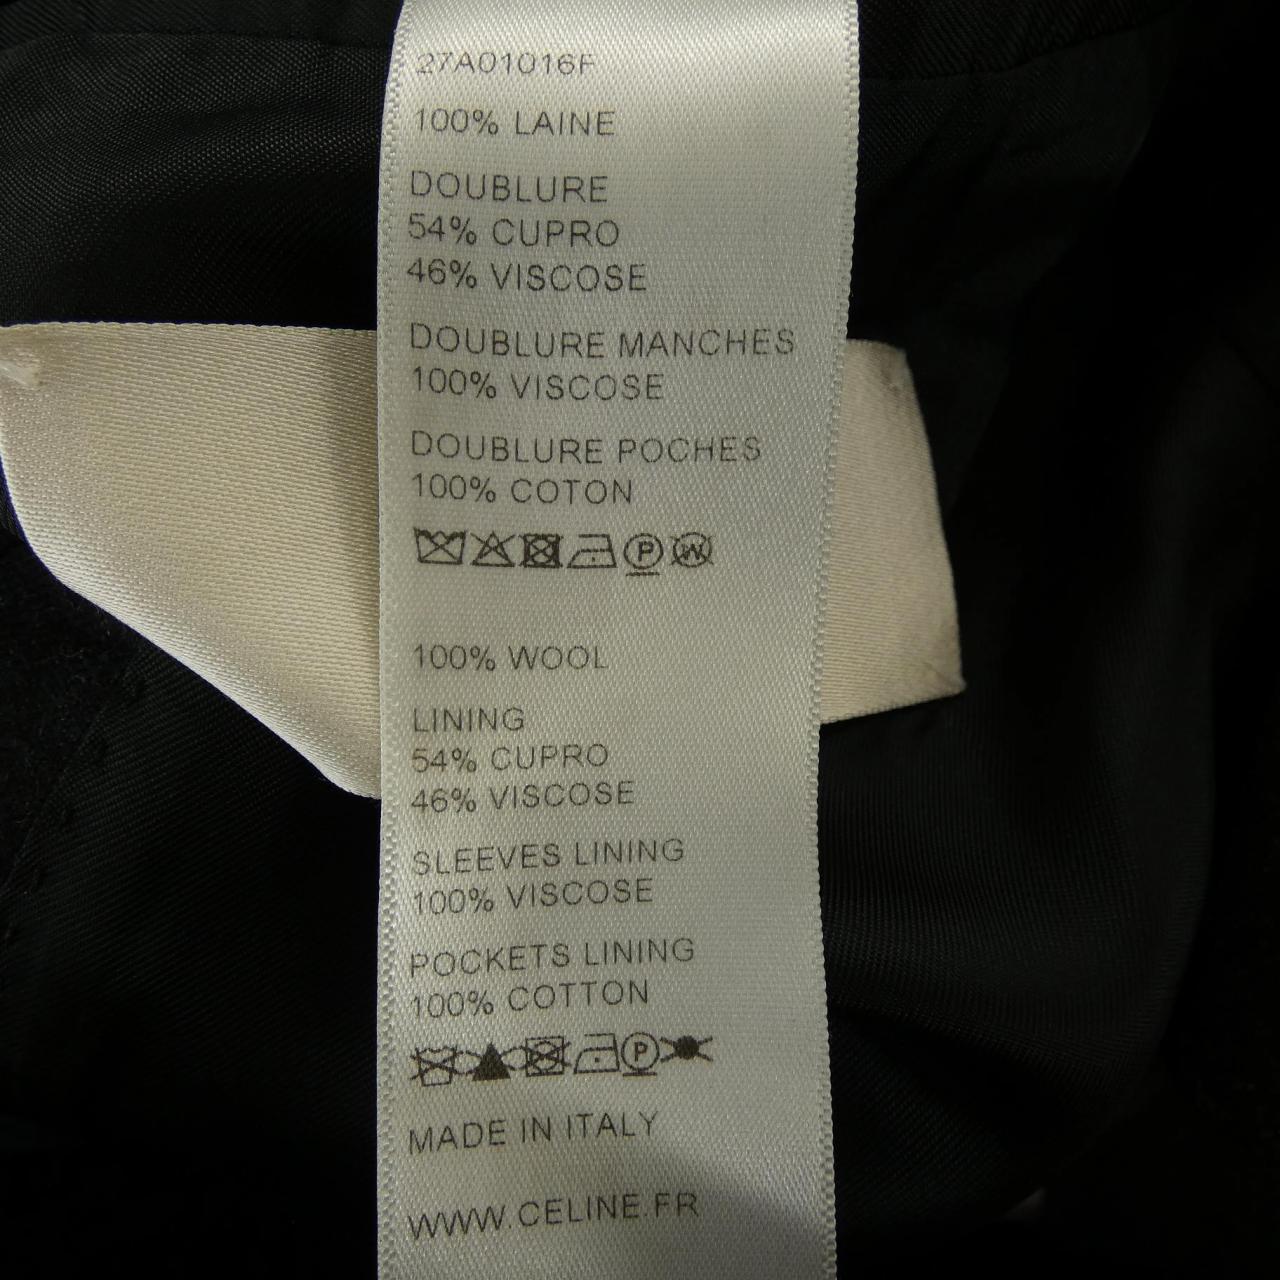 27A01016F
100% LAINE
DOUBLURE
54% CUPRO
46% VISCOSE
DOUBLURE MANCHES
100% VISCOSE
DOUBLURE POCHES
100% COTON
P W
100% WOOL
LINING
54% CUPRO
46% VISCOSE
SLEEVES LINING
100% VISCOSE
POCKETS LINING
100% COTTON
P
MADE IN ITALY
WWW.CELINE.FR